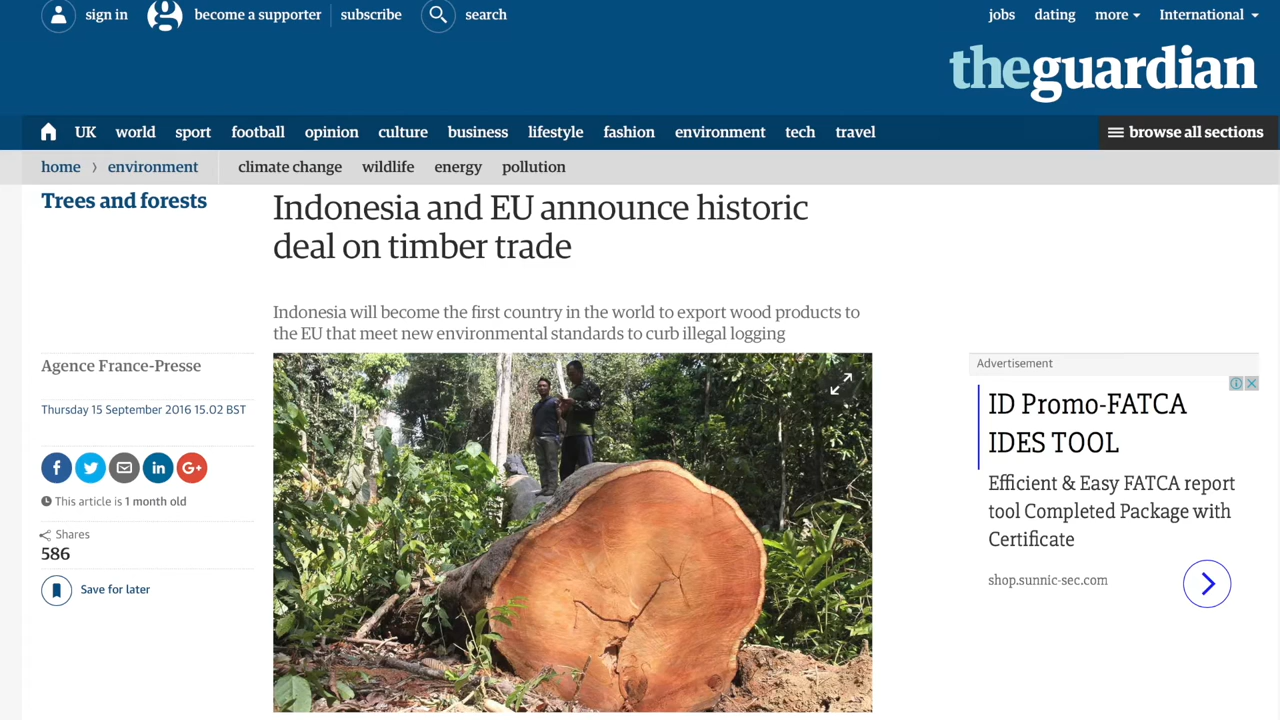 sign in
become a supporter
subscribe
search
jobs
dating
more
International
theguardian
UK
world
sport
football
opinion
culture
business
lifestyle
fashion
environment
tech
travel
browse all sections
home
environment
climate change
wildlife
energy
pollution
Trees and forests
Indonesia and EU announce historic
deal on timber trade
Indonesia will become the first country in the world to export wood products to
the EU that meet new environmental standards to curb illegal logging
Agence France-Presse
Thursday 15 September 2016 15.02 BST
This article is 1 month old
Shares
586
Save for later
Advertisement
ID Promo-FATCA
IDES TOOL
Efficient & Easy FATCA report
tool Completed Package with
Certificate
shop.sunnic-sec.com